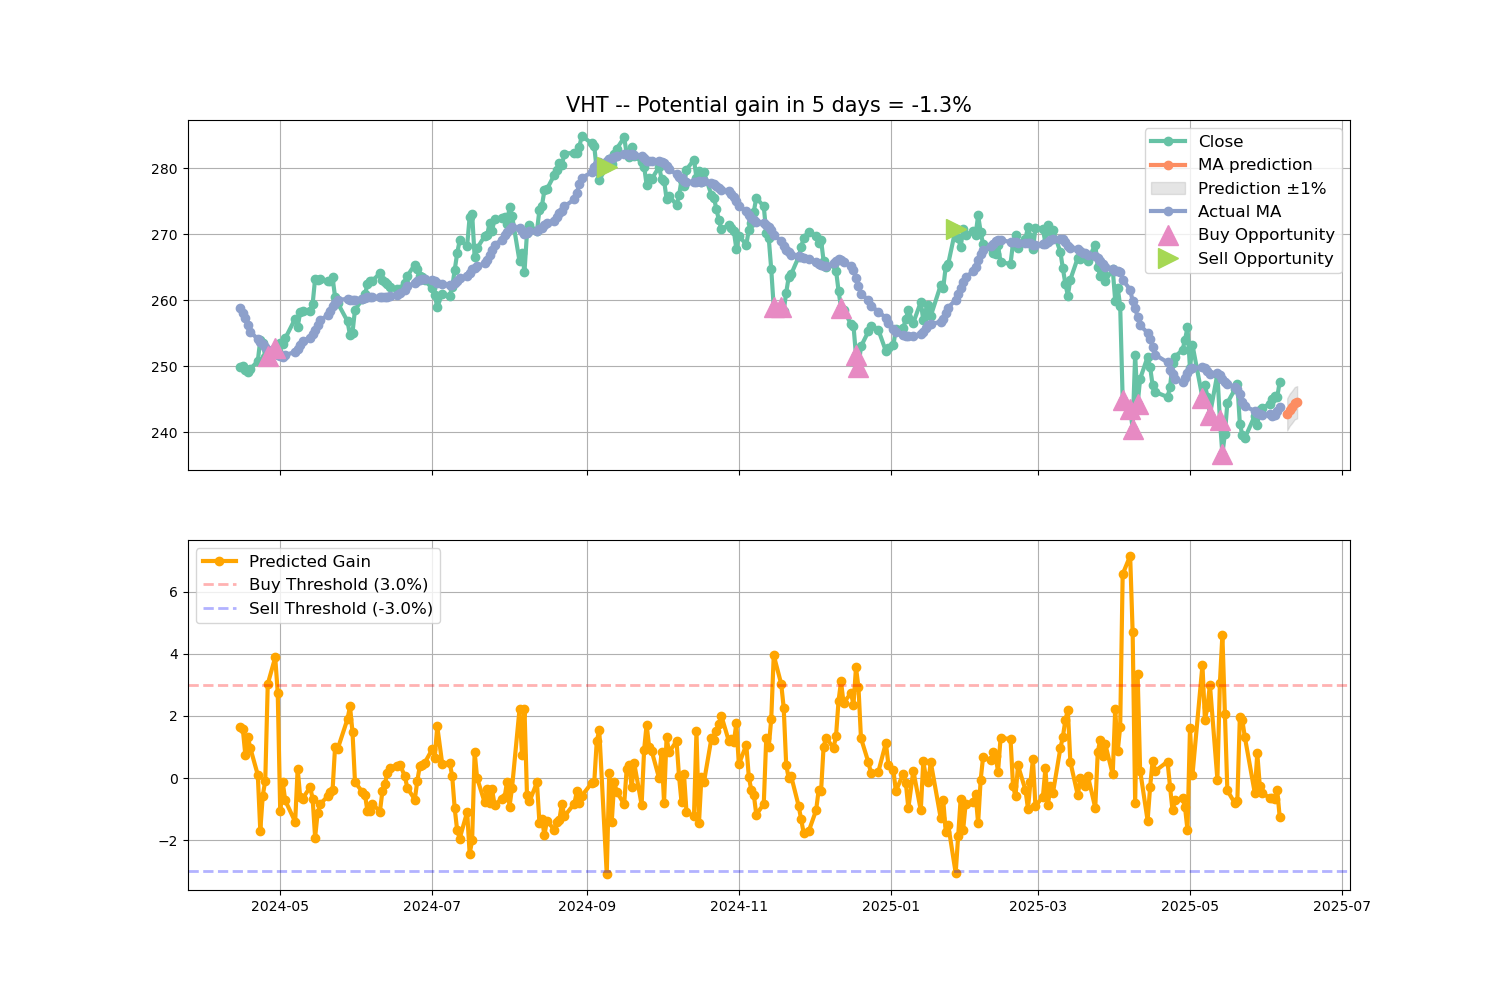 VHT -- Potential gain in 5 days = -1.3%
280
270
260
250
240
Close
MA prediction
Prediction ±1%
Actual MA
Buy Opportunity
Sell Opportunity
Predicted Gain
Buy Threshold (3.0%)
Sell Threshold (-3.0%)
6
4
2
0
−2
2024-05
2024-07
2024-09
2024-11
2025-01
2025-03
2025-05
2025-07